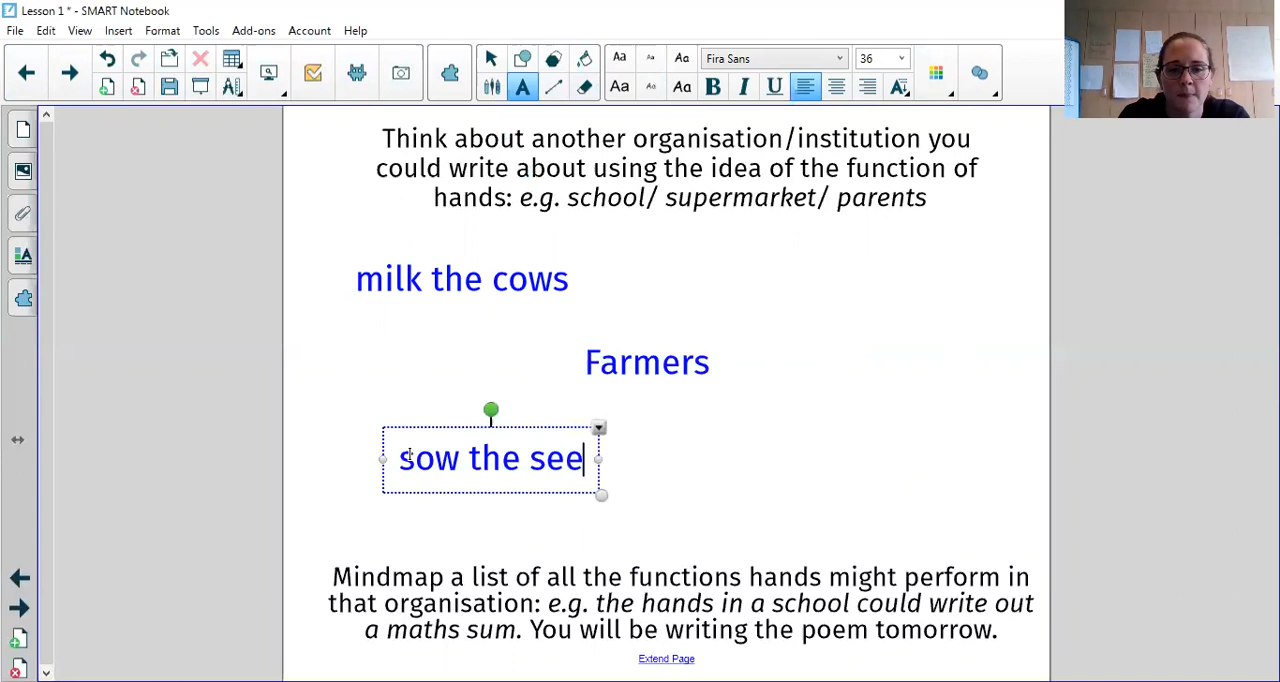 Lesson 1 * - SMART Notebook
File Edit View Insert Format Tools Add-ons Account Help
Fira Sans 36
Think about another organisation/institution you
could write about using the idea of the function of
hands: e.g. school/ supermarket/ parents
milk the cows
Farmers
sow the see
Mindmap a list of all the functions hands might perform in
that organisation: e.g. the hands in a school could write out
a maths sum. You will be writing the poem tomorrow.
Extend Page